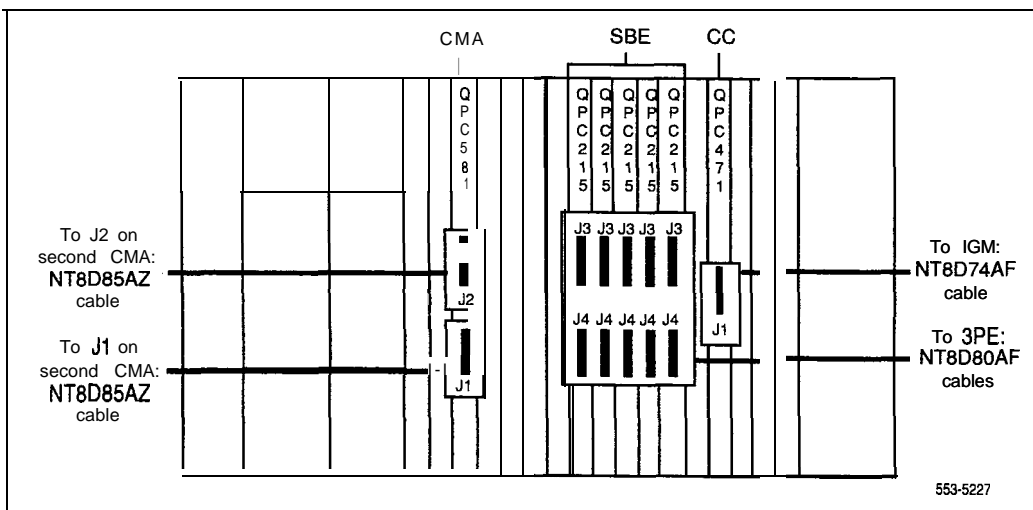 CMA
SBE
CC
QPC581
QPC215
QPC215
QPC215
QPC215
QPC215
QPC471
To J2 on
second CMA:
NT8D85AZ
cable
To J1 on
second CMA:
NT8D85AZ
cable
J2
J1
J3 J3 J3 J3 J3
J4 J4 J4 J4 J4
J1
To IGM:
NT8D74AF
cable
To 3PE:
NT8D80AF
cables
553-5227